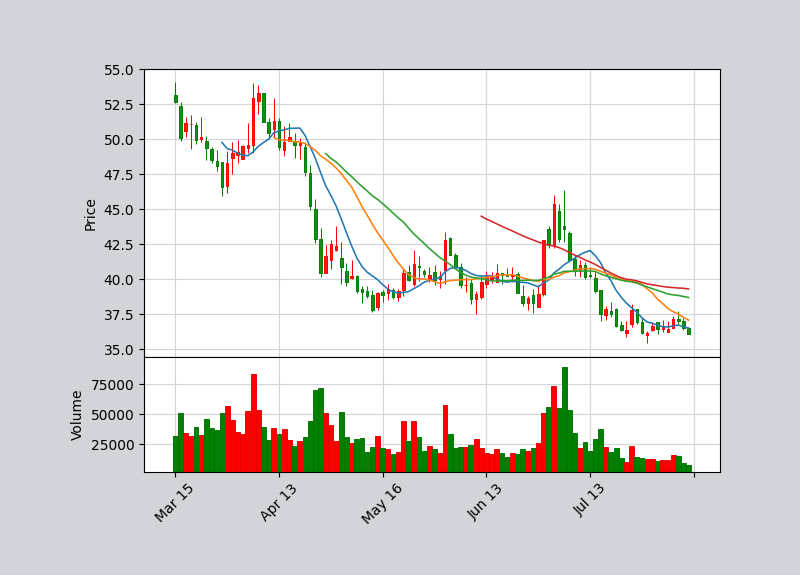 55.0
52.5
50.0
47.5
45.0
42.5
40.0
37.5
35.0
Price
75000
50000
25000
Volume
Mar 15
Apr 13
May 16
Jun 13
Jul 13